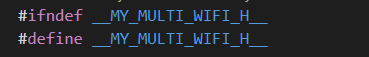 #ifndef __MY_MULTI_WIFI_H__
#define __MY_MULTI_WIFI_H__